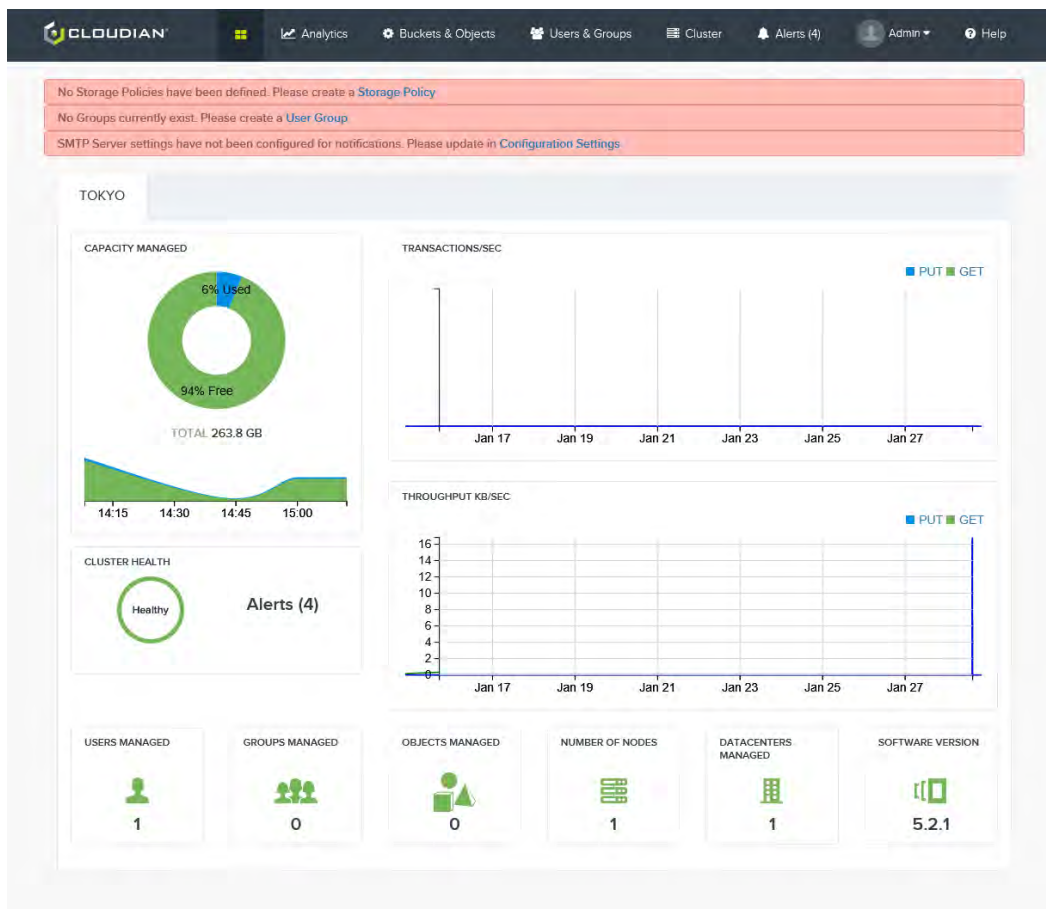 CLOUDIAN
Analytics
Buckets & Objects
Users & Groups
Cluster
Alerts (4)
Admin
Help
No Storage Policies have been defined. Please create a Storage Policy
No Groups currently exist. Please create a User Group
SMTP Server settings have not been configured for notifications. Please update in Configuration Settings
TOKYO
CAPACITY MANAGED
6% Used
94% Free
TOTAL 263.8 GB
14:15 14:30 14:45 15:00
CLUSTER HEALTH
Healthy
Alerts (4)
TRANSACTIONS/SEC
PUT GET
Jan 17 Jan 19 Jan 21 Jan 23 Jan 25 Jan 27
THROUGHPUT KB/SEC
PUT GET
16
14
12
10
8
6
4
2
0
Jan 17 Jan 19 Jan 21 Jan 23 Jan 25 Jan 27
USERS MANAGED
1
GROUPS MANAGED
0
OBJECTS MANAGED
0
NUMBER OF NODES
1
DATACENTERS
MANAGED
1
SOFTWARE VERSION
5.2.1